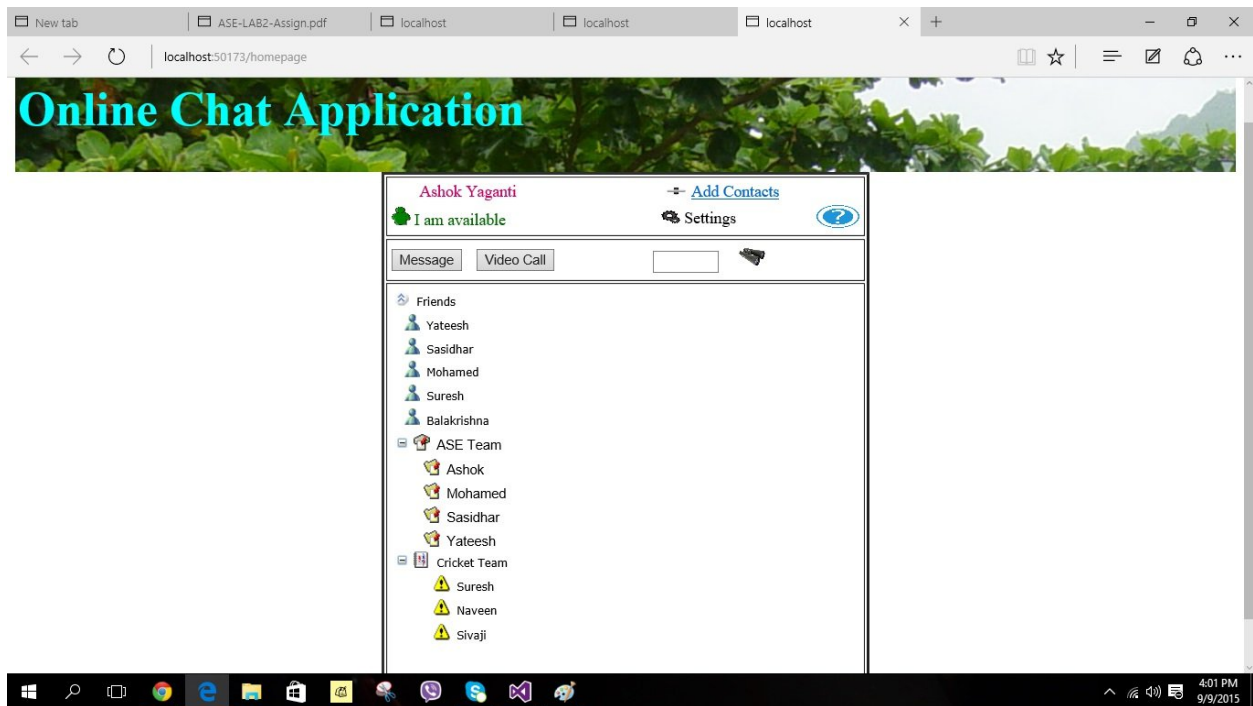 New tab ASE-LAB2-Assign.pdf localhost localhost localhost
localhost:50173/homepage
Online Chat Application
Ashok Yaganti Add Contacts
I am available Settings ?
Message Video Call
Friends
Yateesh
Sasidhar
Mohamed
Suresh
Balakrishna
ASE Team
Ashok
Mohamed
Sasidhar
Yateesh
Cricket Team
Suresh
Naveen
Sivaji
4:01 PM
9/9/2015